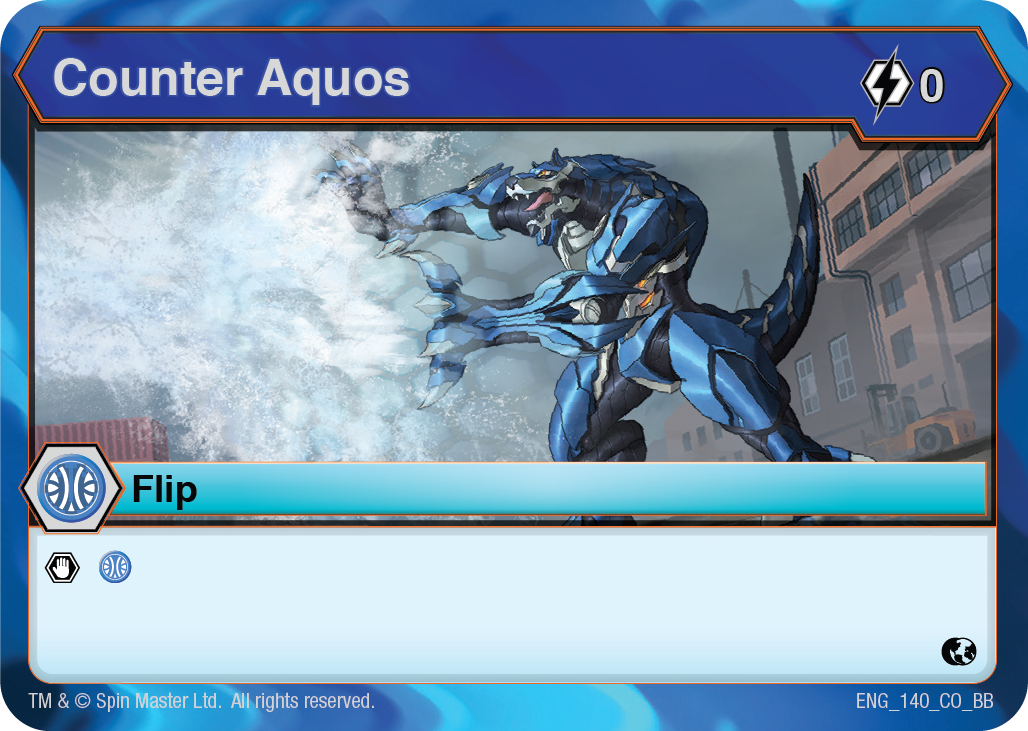 Counter Aquos
0
Flip
TM & © Spin Master Ltd. All rights reserved.
ENG_140_CO_BB